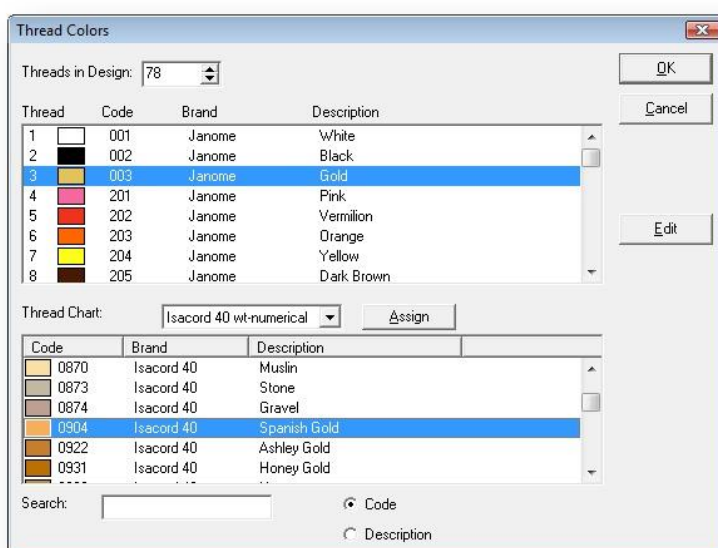 Thread Colors
Threads in Design: 78
OK
Thread Code Brand Description
Cancel
1 001 Janome White
2 002 Janome Black
3 003 Janome Gold
4 201 Janome Pink
5 202 Janome Vermilion
6 203 Janome Orange
Edit
7 204 Janome Yellow
8 205 Janome Dark Brown
Thread Chart: Isacord 40 wt-numerical Assign
Code Brand Description
0870 Isacord 40 Muslin
0873 Isacord 40 Stone
0874 Isacord 40 Gravel
0904 Isacord 40 Spanish Gold
0922 Isacord 40 Ashley Gold
0931 Isacord 40 Honey Gold
Search: Code
Description